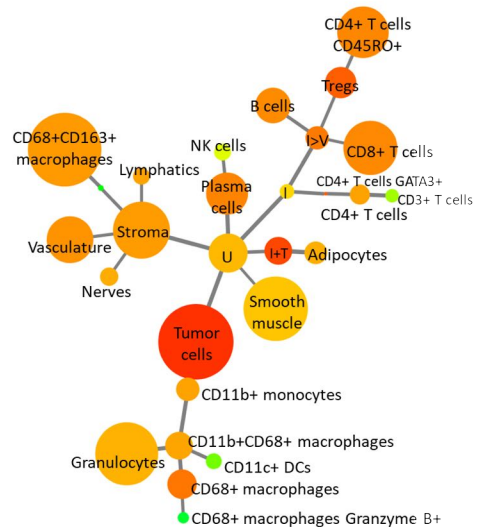 CD4+ T cells
CD45RO+
Tregs
B cells
I>V
CD8+ T cells
NK cells
CD68+CD163+
macrophages
Lymphatics
Plasma
cells
I
CD4+ T cells GATA3+
CD3+ T cells
CD4+ T cells
Stroma
Vasculature
U
I+T
Adipocytes
Nerves
Smooth
muscle
Tumor
cells
CD11b+ monocytes
CD11b+CD68+ macrophages
Granulocytes
CD11c+ DCs
CD68+ macrophages
CD68+ macrophages Granzyme B+